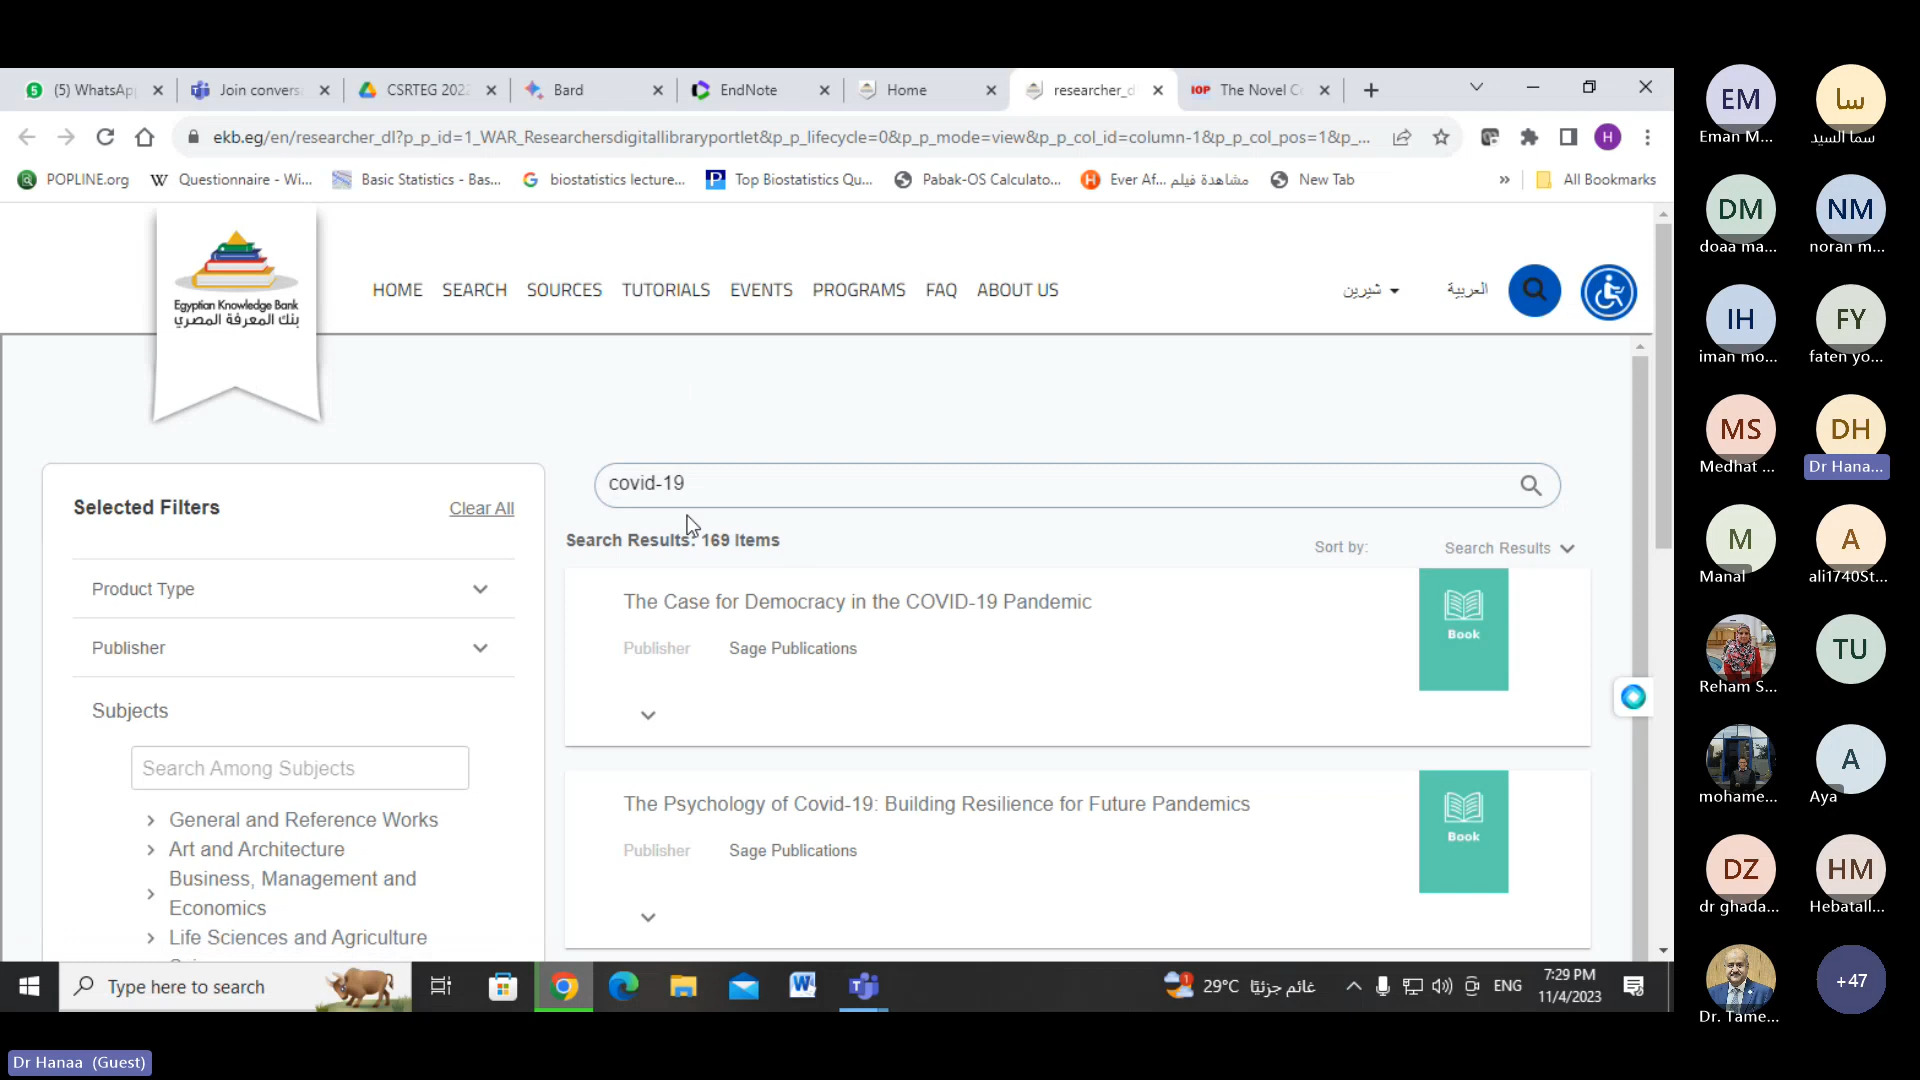 (5) WhatsAp
Join convers
CSRTEG 202
Bard
EndNote
Home
researcher_d
IOP The Novel C
ekb.eg/en/researcher_dl?p_p_id=1_WAR_Researchersdigitallibraryportlet&p_p_lifecycle=0&p_p_mode=view&p_p_col_id=column-1&p_p_col_pos=1&p_...
H
POPLINE.org
W Questionnaire - Wi...
Basic Statistics - Bas...
biostatistics lecture...
P Top Biostatistics Qu...
Pabak-OS Calculato...
H Ever Af... مشاهدة فيلم
New Tab
»
All Bookmarks
Egyptian Knowledge Bank
بنك المعرفة المصري
HOME SEARCH SOURCES TUTORIALS EVENTS PROGRAMS FAQ ABOUT US
شيرين
العربية
Selected Filters
Clear All
Product Type
Publisher
Subjects
Search Among Subjects
General and Reference Works
Art and Architecture
Business, Management and
Economics
Life Sciences and Agriculture
covid-19
Search Results: 169 Items
Sort by: Search Results
The Case for Democracy in the COVID-19 Pandemic
Publisher Sage Publications
Book
The Psychology of Covid-19: Building Resilience for Future Pandemics
Publisher Sage Publications
Book
Type here to search
1
29°C غائم جزئيًا
ENG
7:29 PM
11/4/2023
EM
Eman M...
سا
سما السيد
DM
doaa ma...
NM
noran m...
IH
iman mo...
FY
faten yo...
MS
Medhat ...
DH
Dr Hana...
M
Manal
A
ali1740St...
Reham S...
TU
mohame...
A
Aya
DZ
dr ghada...
HM
Hebatall...
Dr. Tame...
+47
Dr Hanaa (Guest)